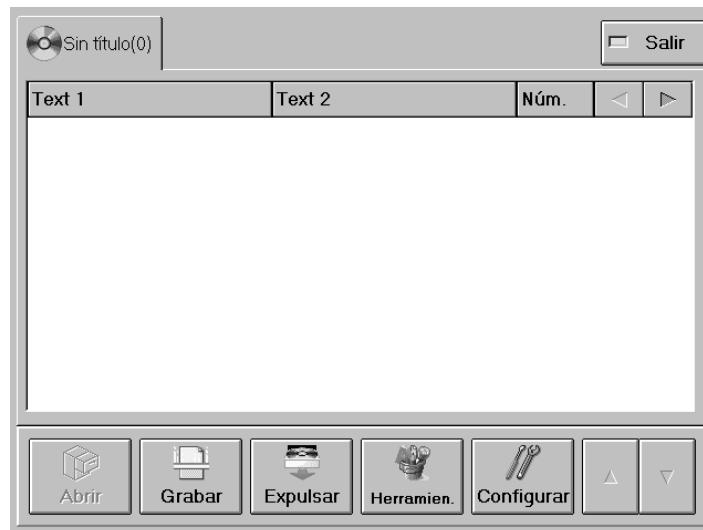 Sin título(0)
Salir
Text 1 Text 2 Núm.
Abrir Grabar Expulsar Herramien. Configurar